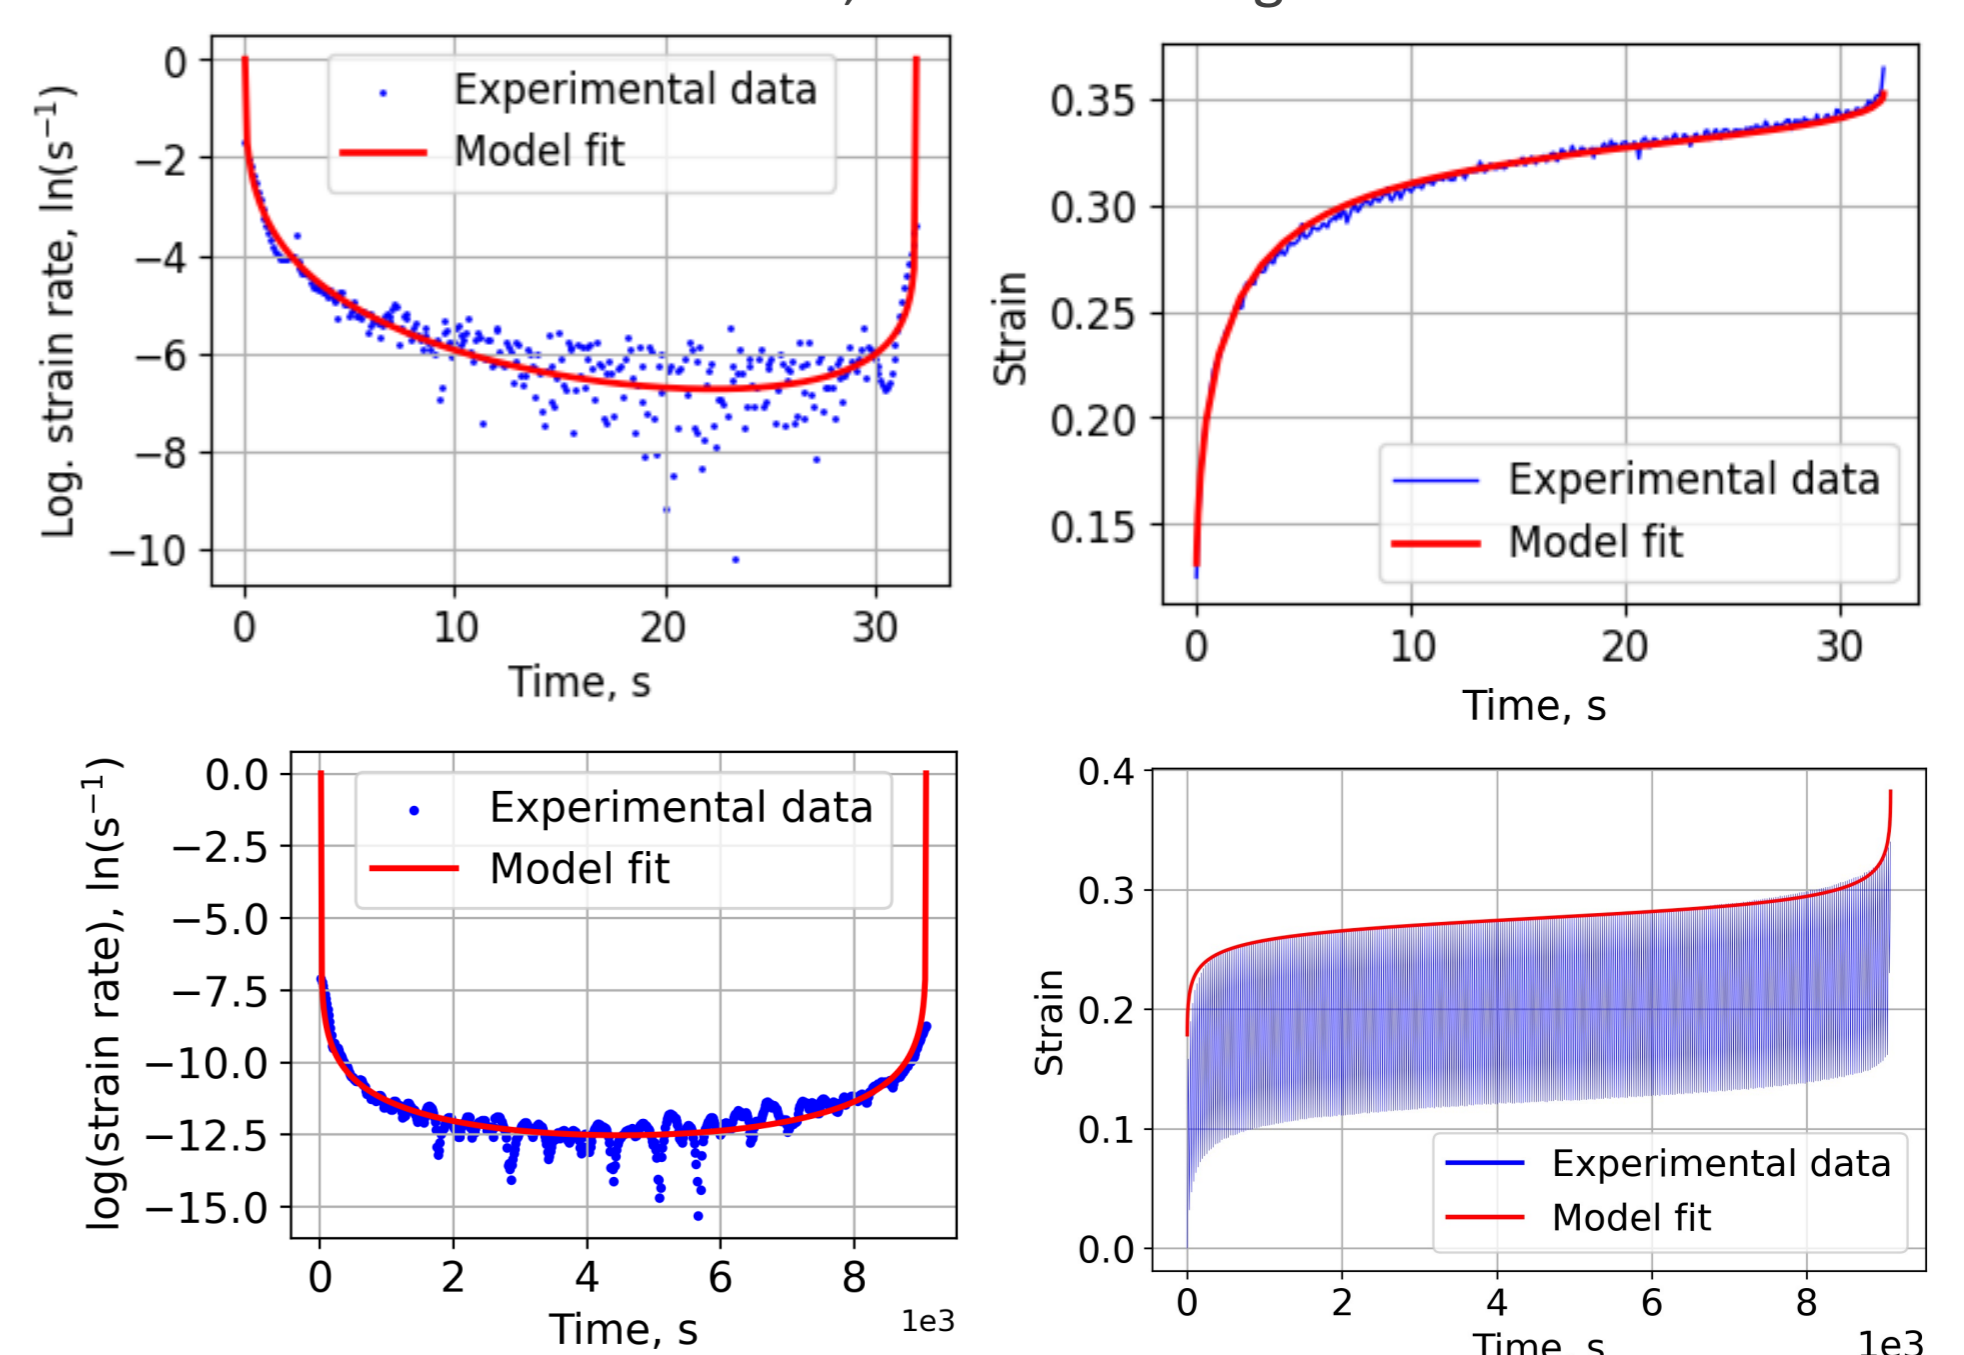 0
−2
−4
−6
−8
−10
Log. strain rate, ln(s⁻¹)
Experimental data
Model fit
0 10 20 30
Time, s
0.35
0.30
0.25
0.20
0.15
Strain
Experimental data
Model fit
0 10 20 30
Time, s
0.0
−2.5
−5.0
−7.5
−10.0
−12.5
−15.0
log(strain rate), ln(s⁻¹)
Experimental data
Model fit
0 2 4 6 8
1e3
Time, s
0.4
0.3
0.2
0.1
0.0
Strain
Experimental data
Model fit
0 2 4 6 8
Time, s
1e3